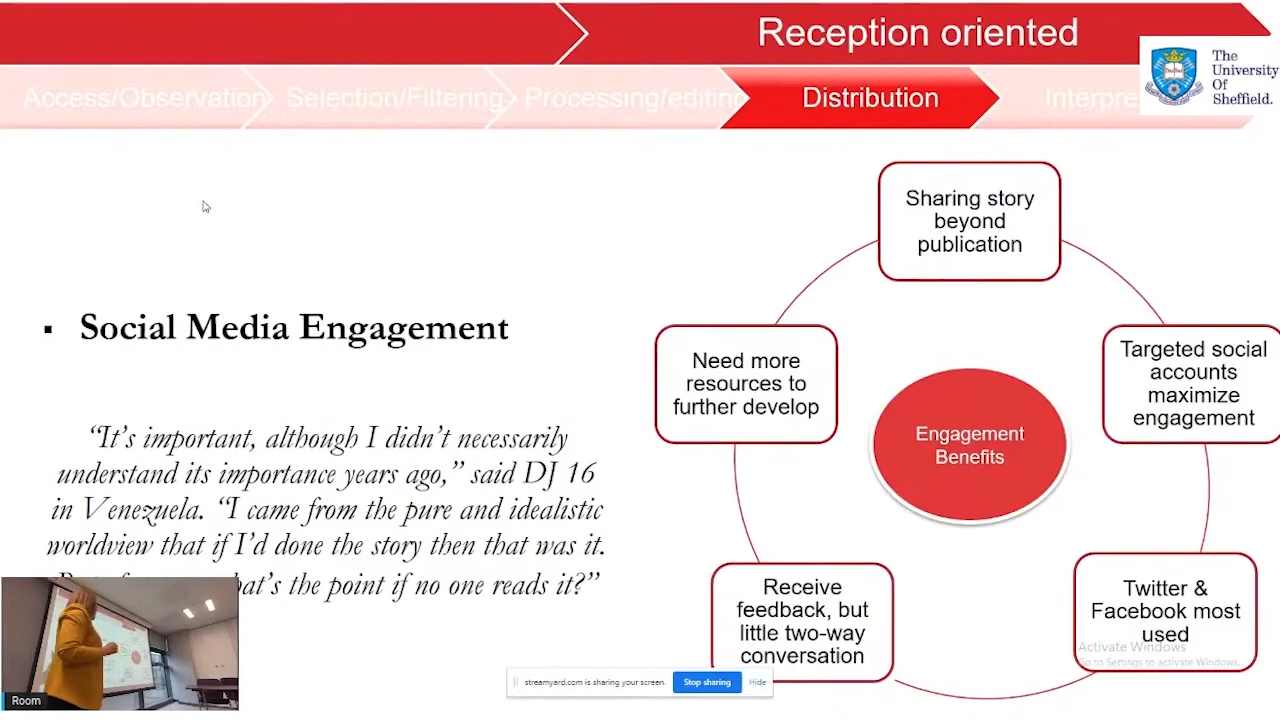 Reception oriented
The
University
Of
Sheffield.
Access/Observation
Selection/Filtering
Processing/editing
Distribution
Interpre
Sharing story
beyond
publication
Social Media Engagement
Need more
resources to
further develop
Targeted social
accounts
maximize
engagement
Engagement
Benefits
“It’s important, although I didn’t necessarily
understand its importance years ago,” said DJ 16
in Venezuela. “I came from the pure and idealistic
worldview that if I’d done the story then that was it.
the point if no one reads it?”
Receive
feedback, but
little two-way
conversation
Twitter &
Facebook most
used
Activate Windows
Go to Settings to activate Windows.
streamyard.com is sharing your screen.
Stop sharing
Hide
Room